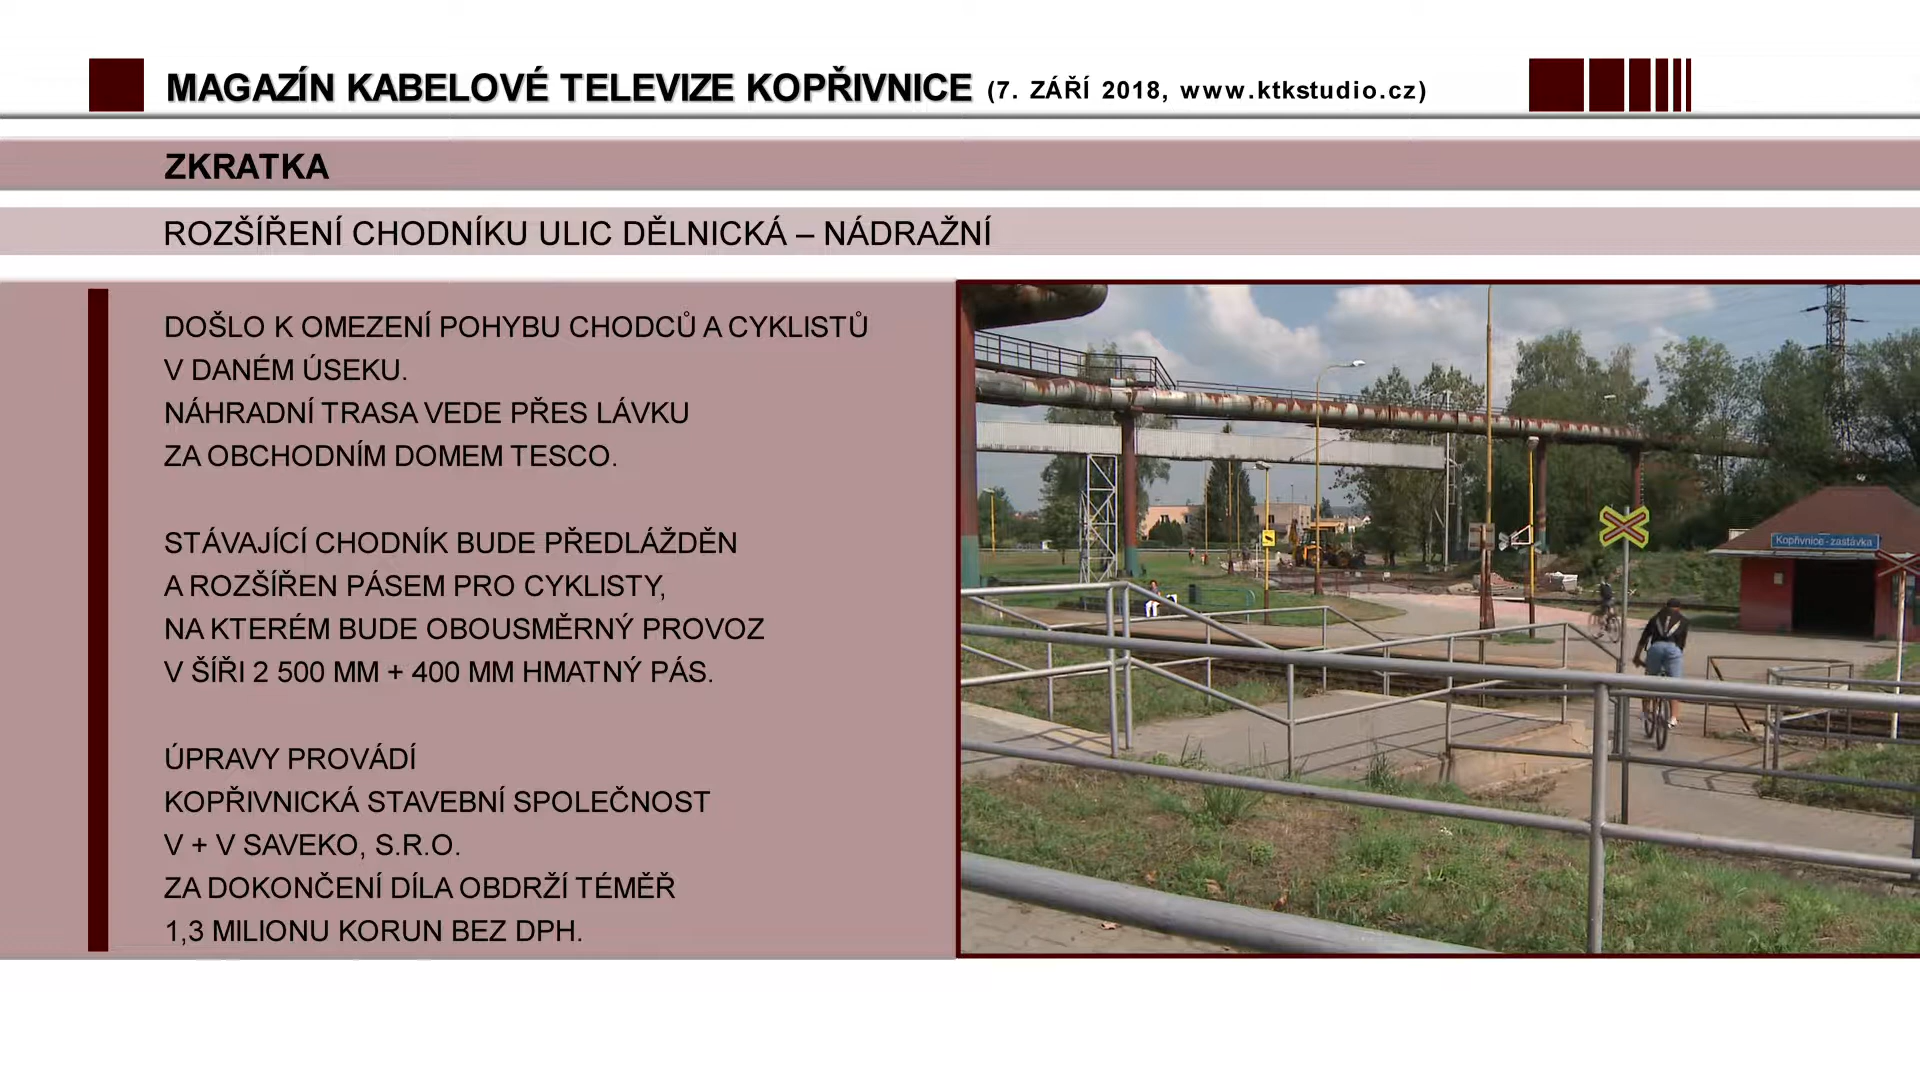 MAGAZÍN KABELOVÉ TELEVIZE KOPŘIVNICE (7. ZÁŘÍ 2018, www.ktkstudio.cz)
ZKRATKA
ROZŠÍŘENÍ CHODNÍKU ULIC DĚLNICKÁ – NÁDRAŽNÍ
DOŠLO K OMEZENÍ POHYBU CHODCŮ A CYKLISTŮ
V DANÉM ÚSEKU.
NÁHRADNÍ TRASA VEDE PŘES LÁVKU
ZA OBCHODNÍM DOMEM TESCO.
STÁVAJÍCÍ CHODNÍK BUDE PŘEDLÁŽDĚN
A ROZŠÍŘEN PÁSEM PRO CYKLISTY,
NA KTERÉM BUDE OBOUSMĚRNÝ PROVOZ
V ŠÍŘI 2 500 MM + 400 MM HMATNÝ PÁS.
ÚPRAVY PROVÁDÍ
KOPŘIVNICKÁ STAVEBNÍ SPOLEČNOST
V + V SAVEKO, S.R.O.
ZA DOKONČENÍ DÍLA OBDRŽÍ TÉMĚŘ
1,3 MILIONU KORUN BEZ DPH.
Kopřivnice-zastávka